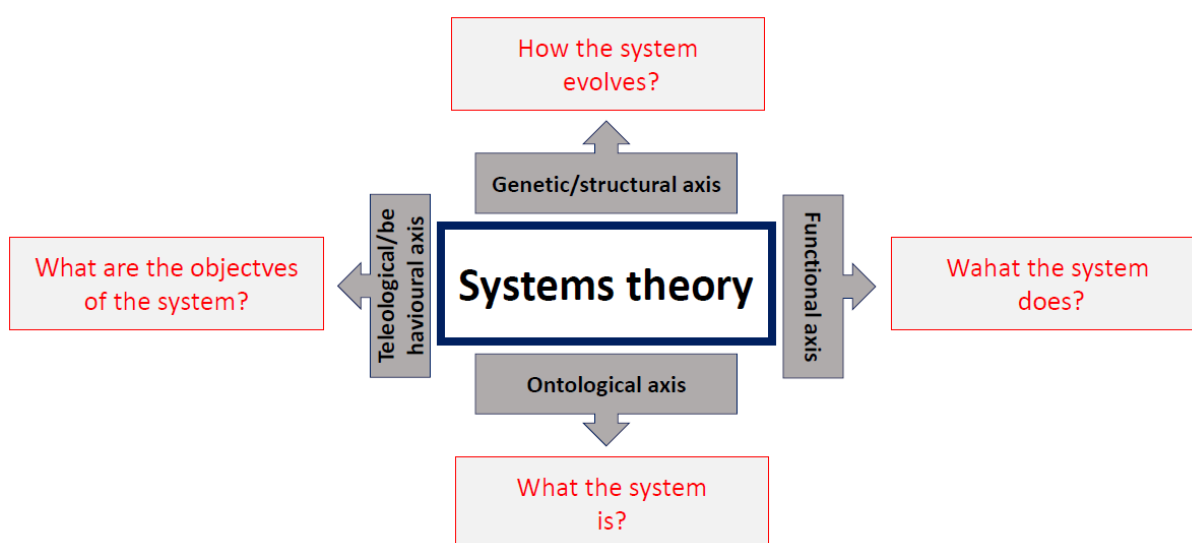 How the system
evolves?
Genetic/structural axis
Teleological/be
havioural axis
What are the objectves
of the system?
Systems theory
Functional axis
Wahat the system
does?
Ontological axis
What the system
is?